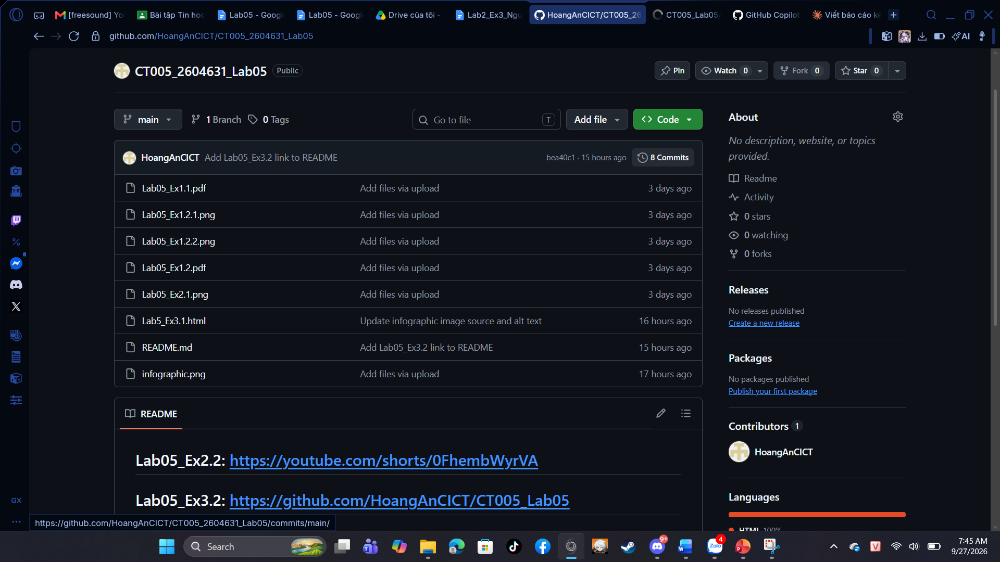 [freesound] Yo
Bài tập Tin học
Lab05 - Google
Lab05 - Google
Drive của tôi -
Lab2_Ex3_Ngu
HoangAnCICT/CT005_26
CT005_Lab05/
GitHub Copilot
Viết báo cáo kế
github.com/HoangAnCICT/CT005_2604631_Lab05
AI
CT005_2604631_Lab05 Public
Pin
Watch 0
Fork 0
Star 0
main
1 Branch
0 Tags
Go to file T
Add file
Code
HoangAnCICT Add Lab05_Ex3.2 link to README bea40c1 · 15 hours ago 8 Commits
Lab05_Ex1.1.pdf Add files via upload 3 days ago
Lab05_Ex1.2.1.png Add files via upload 3 days ago
Lab05_Ex1.2.2.png Add files via upload 3 days ago
Lab05_Ex1.2.pdf Add files via upload 3 days ago
Lab05_Ex2.1.png Add files via upload 3 days ago
Lab5_Ex3.1.html Update infographic image source and alt text 16 hours ago
README.md Add Lab05_Ex3.2 link to README 15 hours ago
infographic.png Add files via upload 17 hours ago
README
Lab05_Ex2.2: https://youtube.com/shorts/0FhembWyrVA
Lab05_Ex3.2: https://github.com/HoangAnCICT/CT005_Lab05
About
No description, website, or topics
provided.
Readme
Activity
0 stars
0 watching
0 forks
Releases
No releases published
Create a new release
Packages
No packages published
Publish your first package
Contributors 1
HoangAnCICT
Languages
HTML 100%
GX
https://github.com/HoangAnCICT/CT005_2604631_Lab05/commits/main/
Search
9+
Zalo
4
7:45 AM
9/27/2026